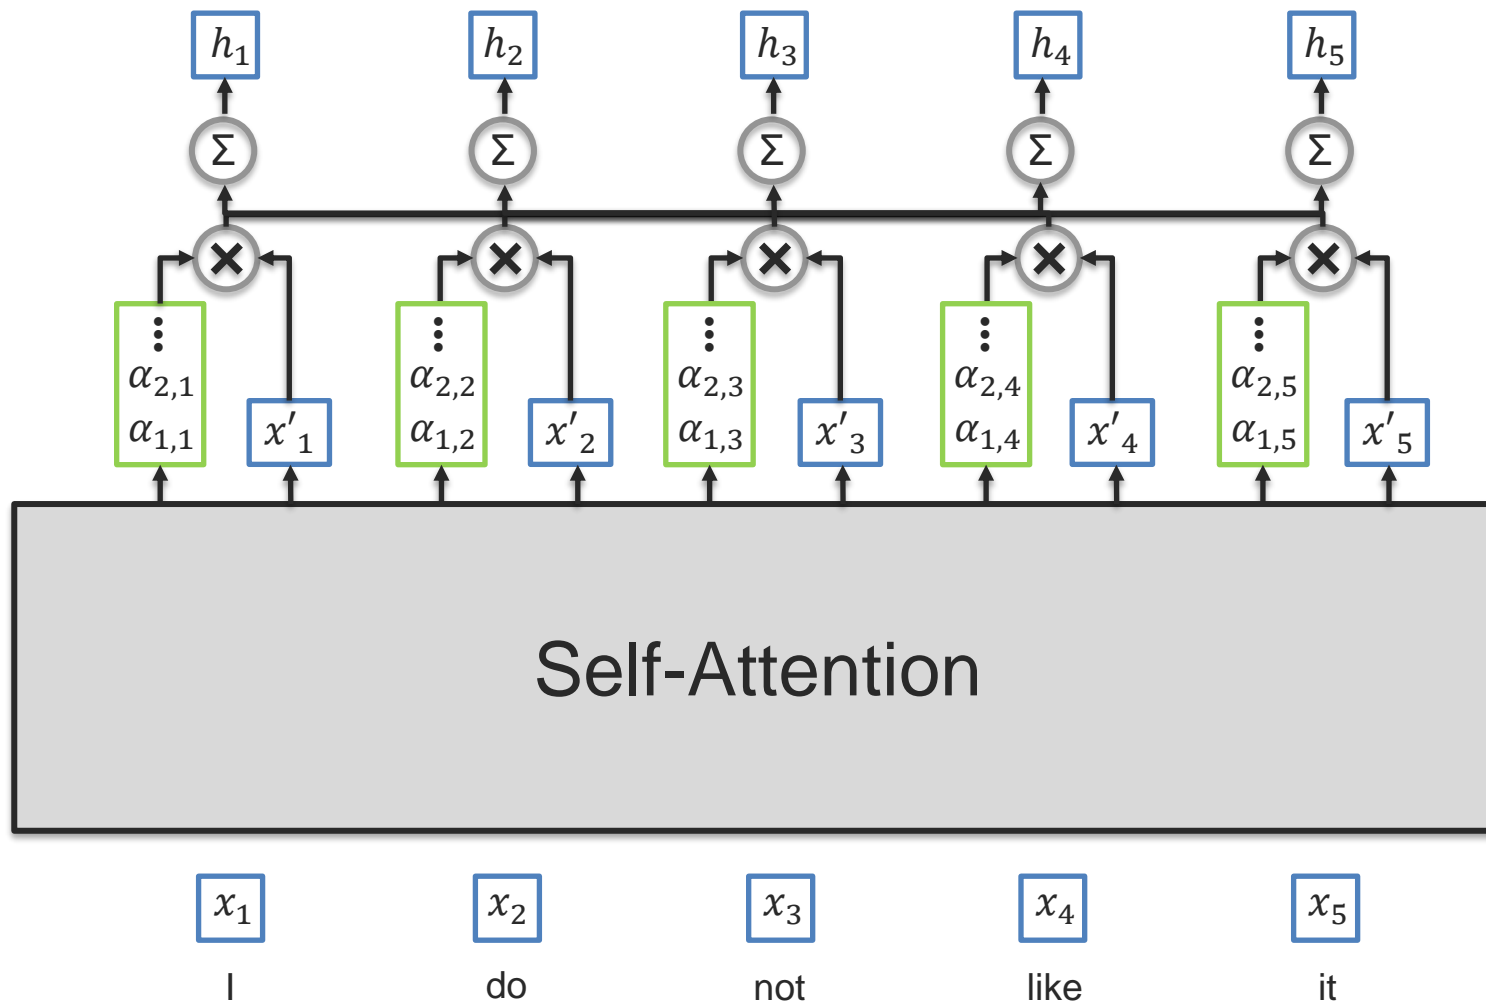 h₁ h₂ h₃ h₄ h₅
Σ Σ Σ Σ Σ
× × × × ×
⋮ ⋮ ⋮ ⋮ ⋮
α₂,₁ α₂,₂ α₂,₃ α₂,₄ α₂,₅
α₁,₁ x'₁ α₁,₂ x'₂ α₁,₃ x'₃ α₁,₄ x'₄ α₁,₅ x'₅
Self-Attention
x₁ x₂ x₃ x₄ x₅
I do not like it